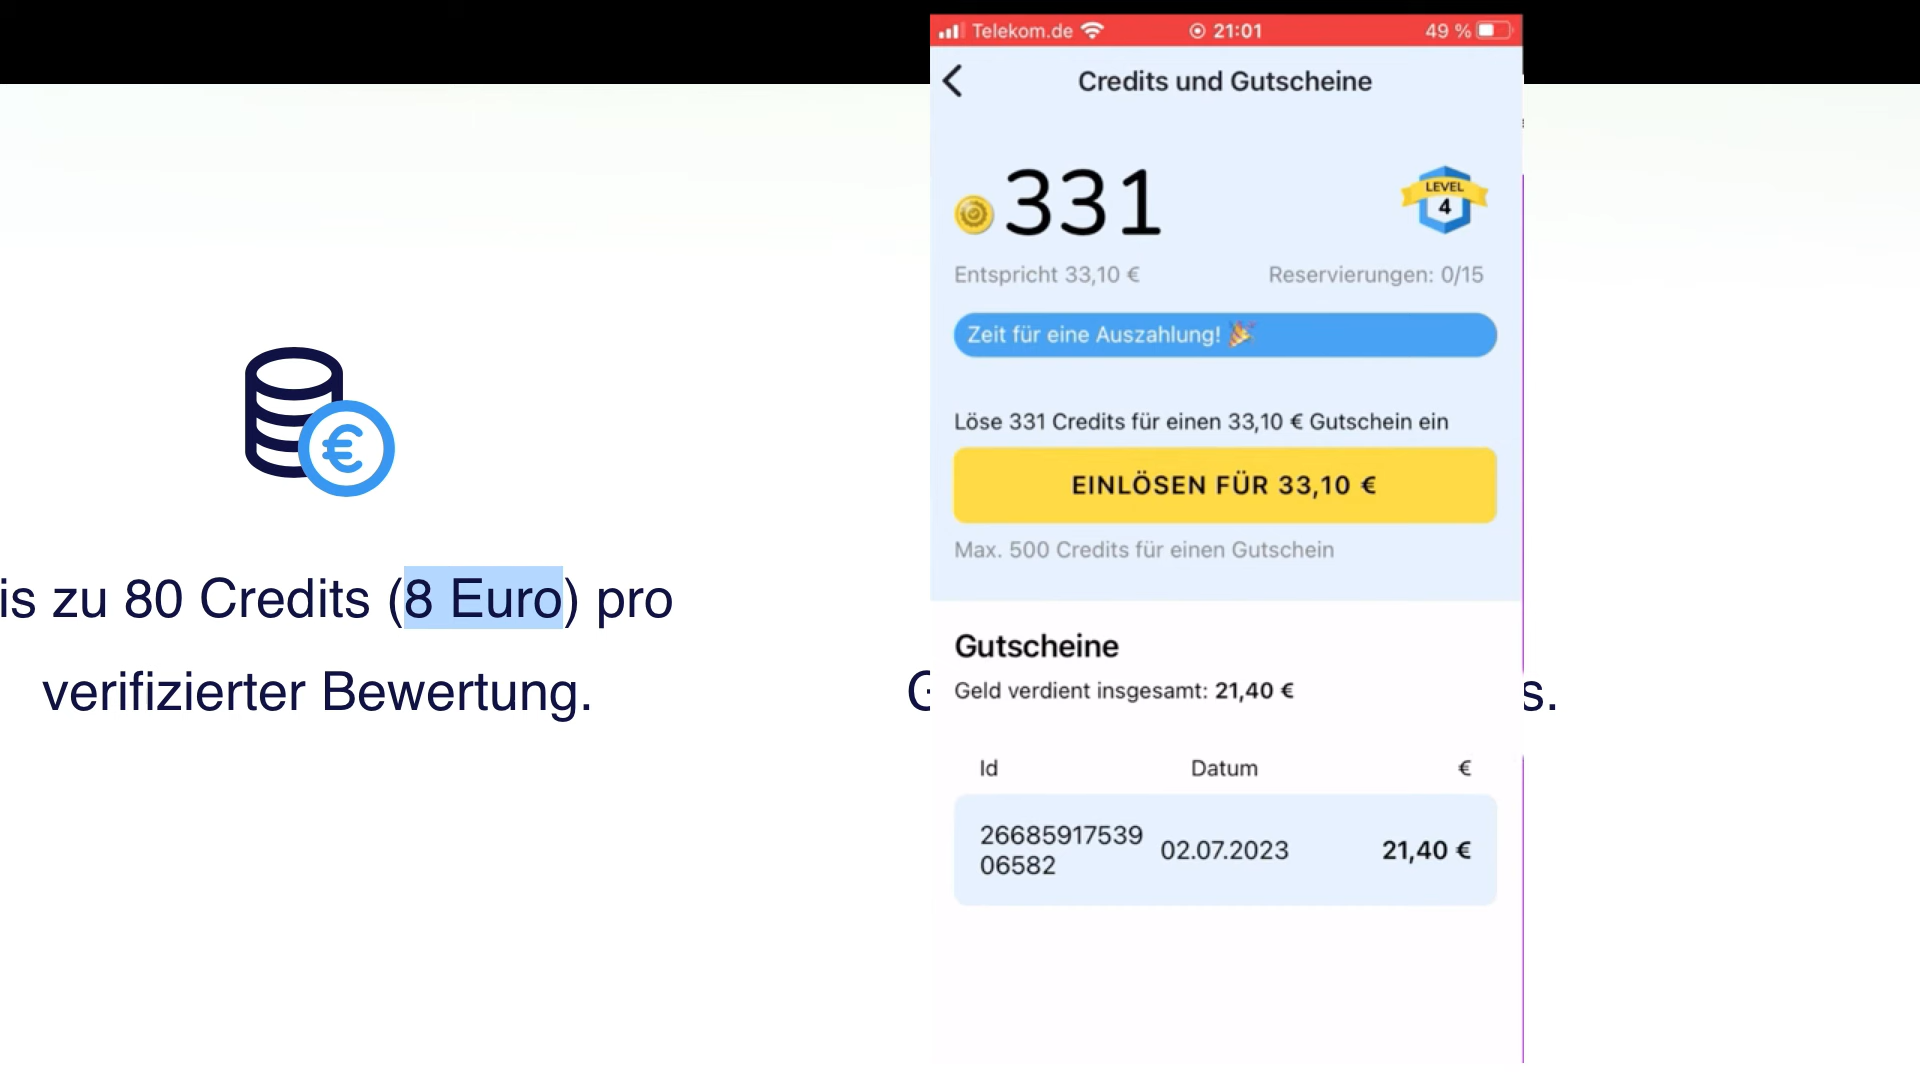 Telekom.de
21:01
49 %
Credits und Gutscheine
331
LEVEL
4
Entspricht 33,10 €
Reservierungen: 0/15
Zeit für eine Auszahlung! 🎉
Löse 331 Credits für einen 33,10 € Gutschein ein
EINLÖSEN FÜR 33,10 €
Max. 500 Credits für einen Gutschein
Gutscheine
Geld verdient insgesamt: 21,40 €
Id Datum €
26685917539
06582
02.07.2023
21,40 €
€
is zu 80 Credits (8 Euro) pro
verifizierter Bewertung.
s.